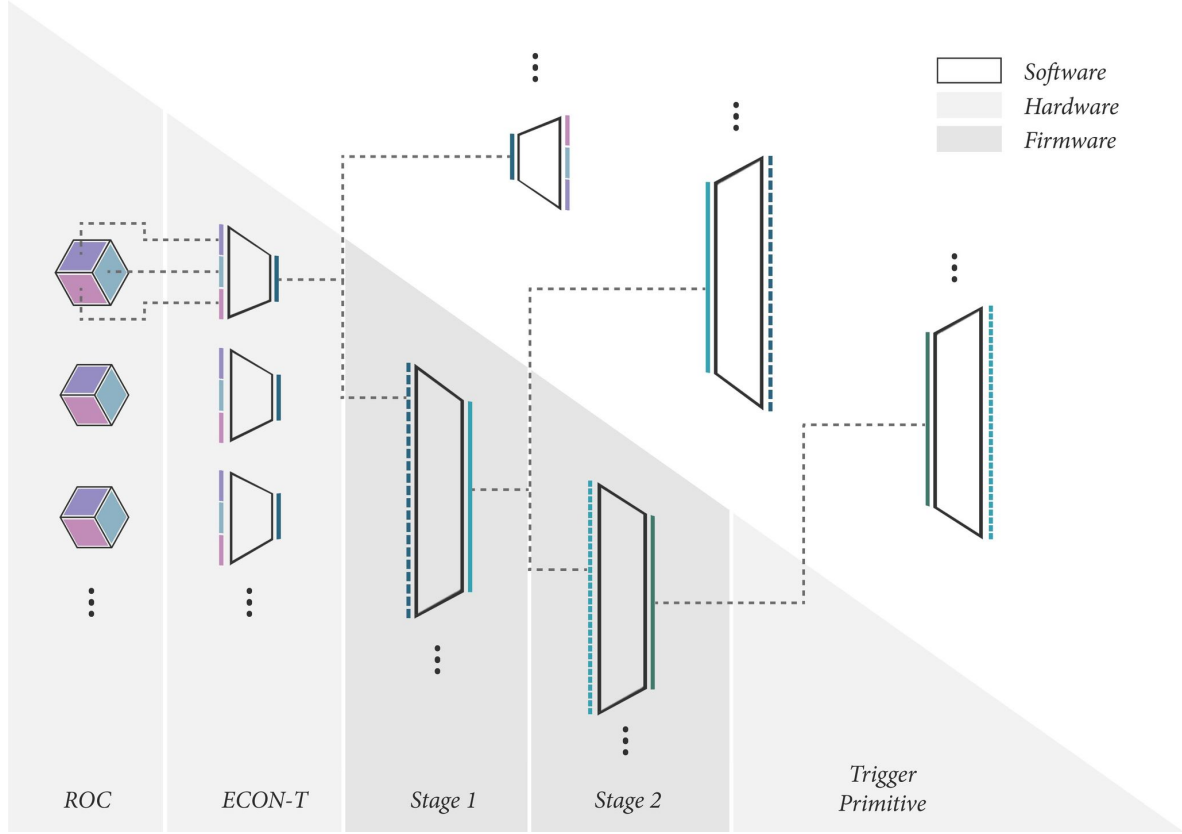 Software
Hardware
Firmware
ROC
ECON-T
Stage 1
Stage 2
Trigger
Primitive